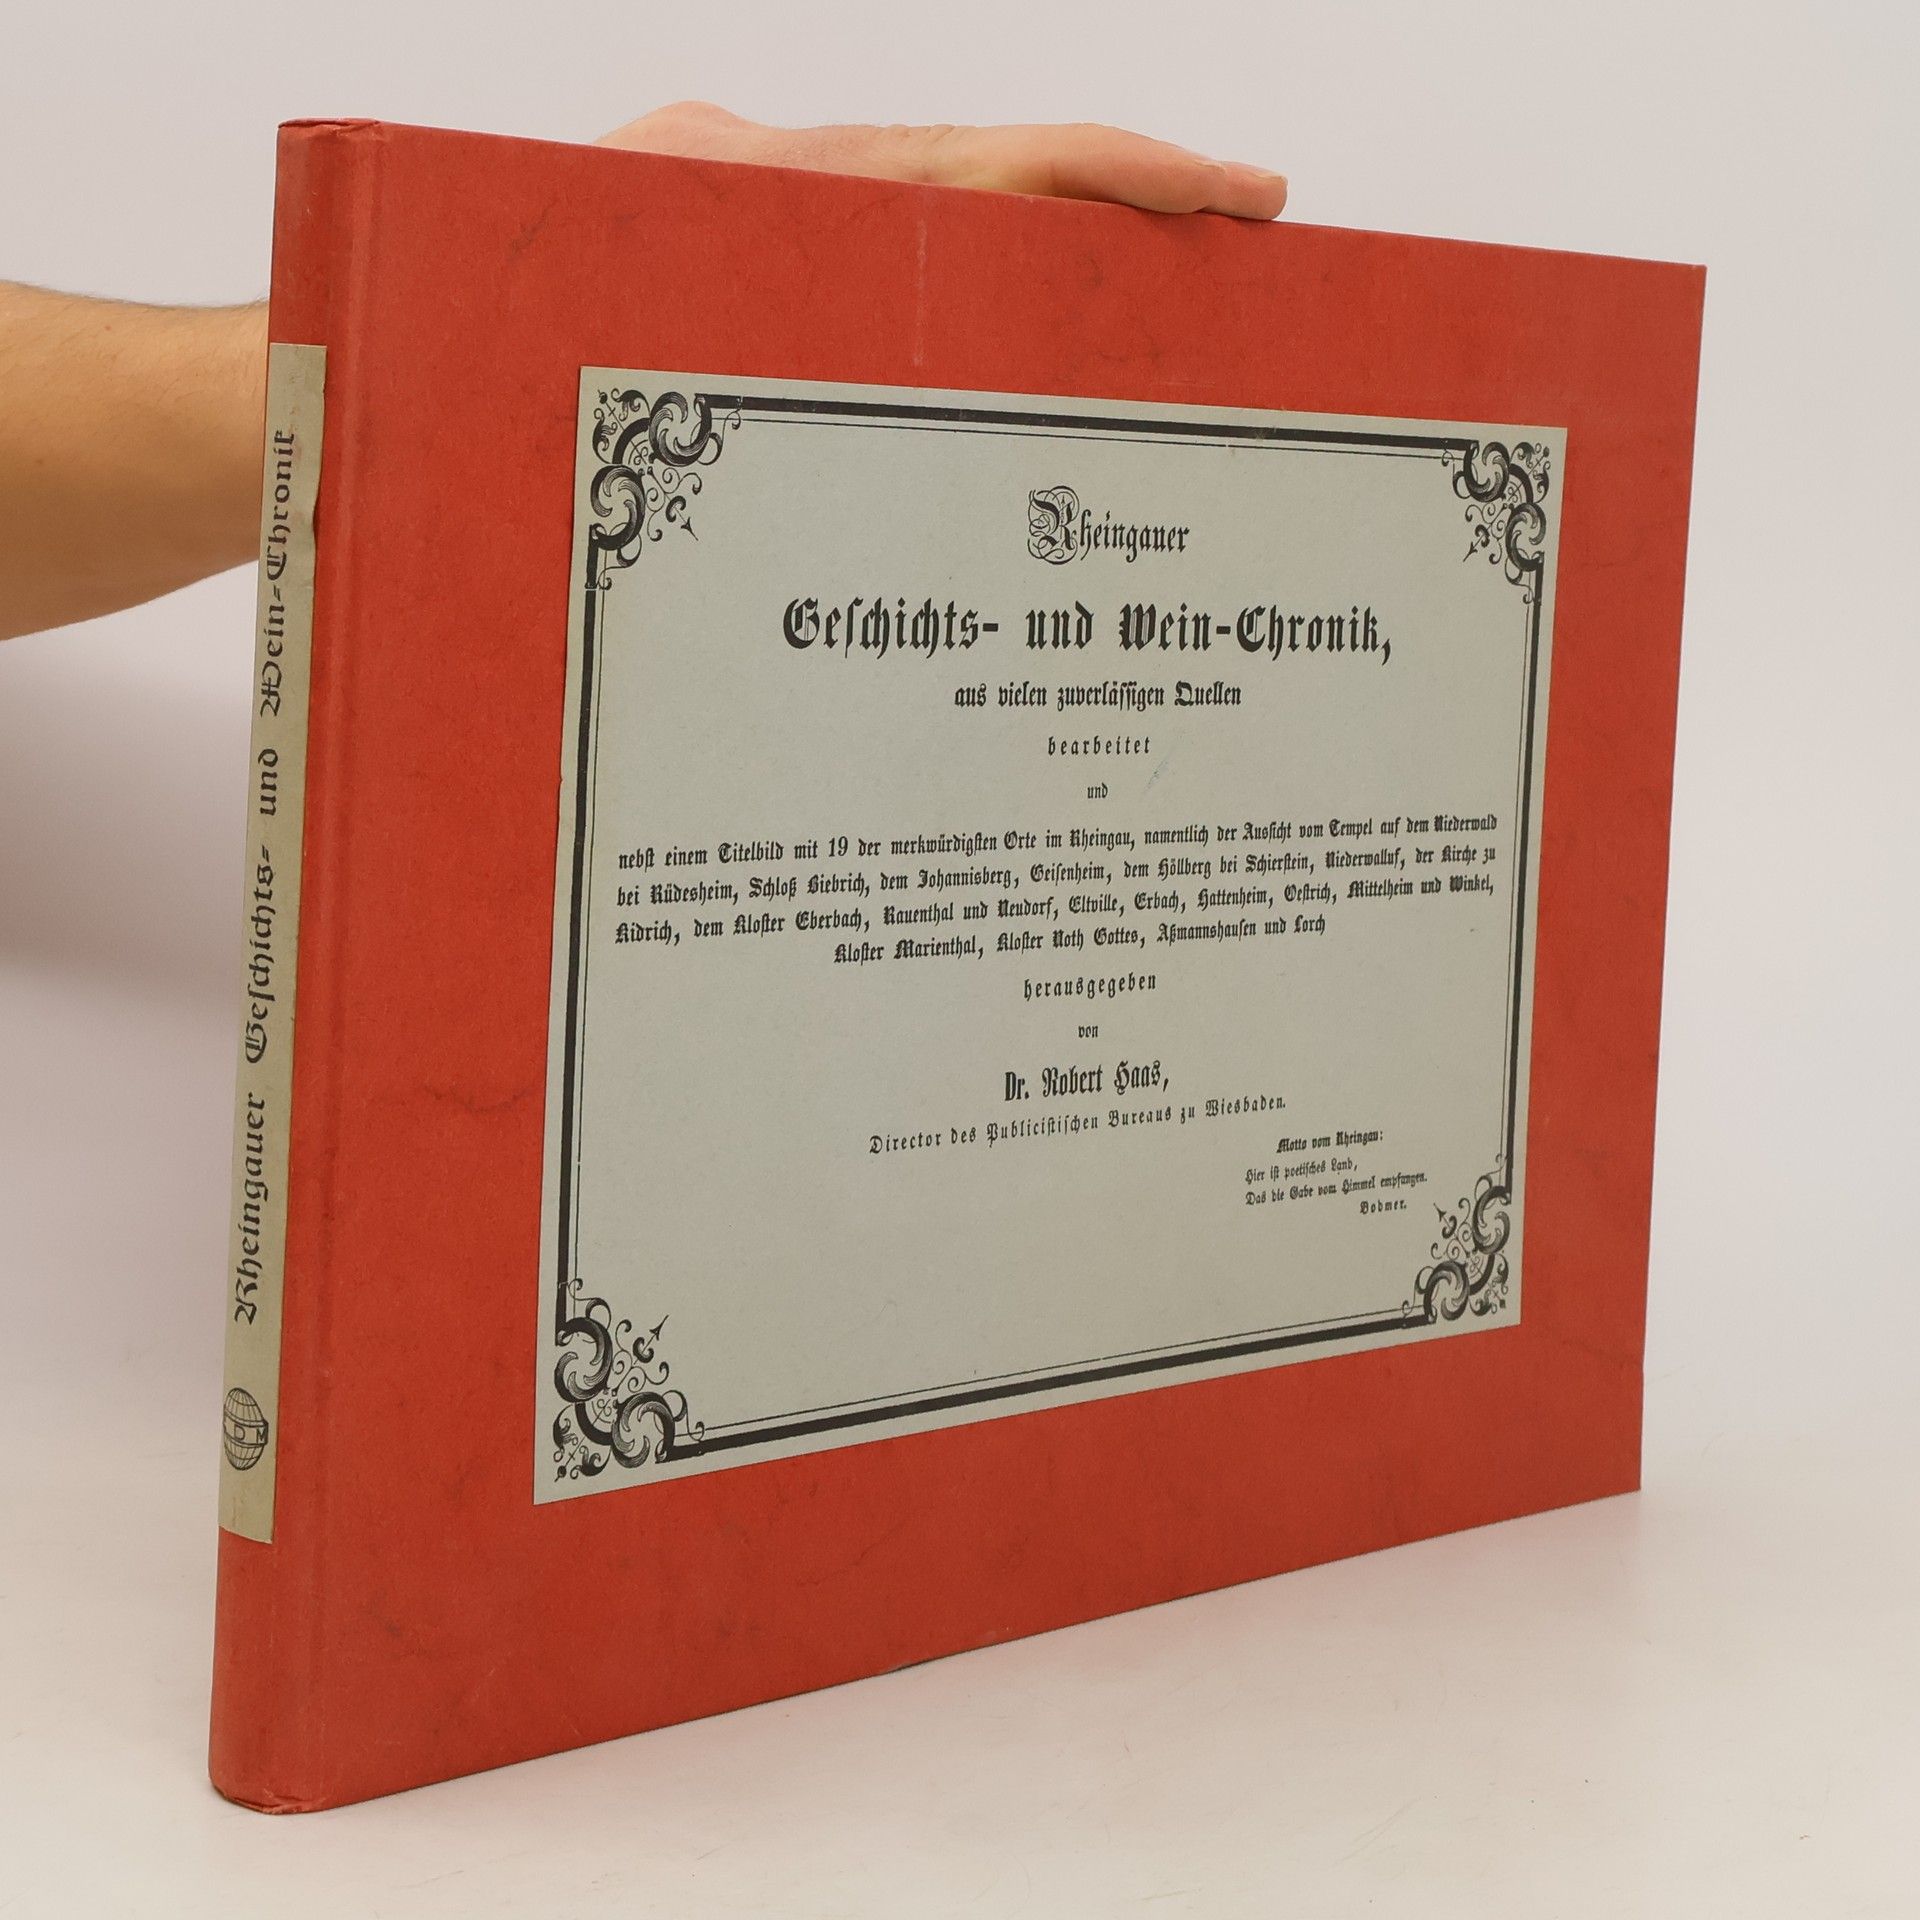 Rheingauer Geſchichts- und Wein-Chronik
Rheingauer
Geſchichts- und Wein-Chronik,
aus vielen zuverläſſigen Quellen
bearbeitet
und
nebſt einem Titelbild mit 19 der merkwürdigſten Orte im Rheingau, namentlich der Ausſicht vom Tempel auf dem Niederwald
bei Rüdesheim, Schloß Biebrich, dem Johannisberg, Geiſenheim, dem Höllberg bei Schierſtein, Niederwalluf, der Kirche zu
Kidrich, dem Kloſter Eberbach, Rauenthal und Neudorf, Eltville, Erbach, Hattenheim, Oeſtrich, Mittelheim und Winkel,
Kloſter Marienthal, Kloſter Noth Gottes, Aßmannshauſen und Lorch
herausgegeben
von
Dr. Robert Haas,
Director des Publiciſtiſchen Bureaus zu Wiesbaden.
Motto vom Rheingau:
Hier iſt poetiſches Land,
Das die Gabe vom Himmel empfangen.
Bodmer.